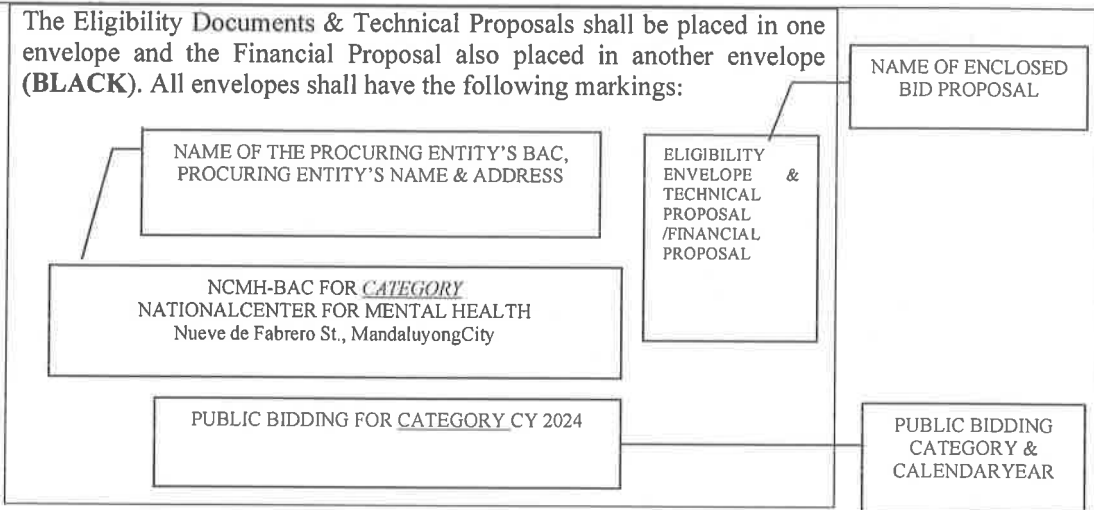 The Eligibility Documents & Technical Proposals shall be placed in one
envelope and the Financial Proposal also placed in another envelope
(BLACK). All envelopes shall have the following markings:
NAME OF ENCLOSED
BID PROPOSAL
NAME OF THE PROCURING ENTITY'S BAC,
PROCURING ENTITY'S NAME & ADDRESS
ELIGIBILITY
ENVELOPE &
TECHNICAL
PROPOSAL
/FINANCIAL
PROPOSAL
NCMH-BAC FOR CATEGORY
NATIONALCENTER FOR MENTAL HEALTH
Nueve de Fabrero St., MandaluyongCity
PUBLIC BIDDING FOR CATEGORY CY 2024
PUBLIC BIDDING
CATEGORY &
CALENDARYEAR